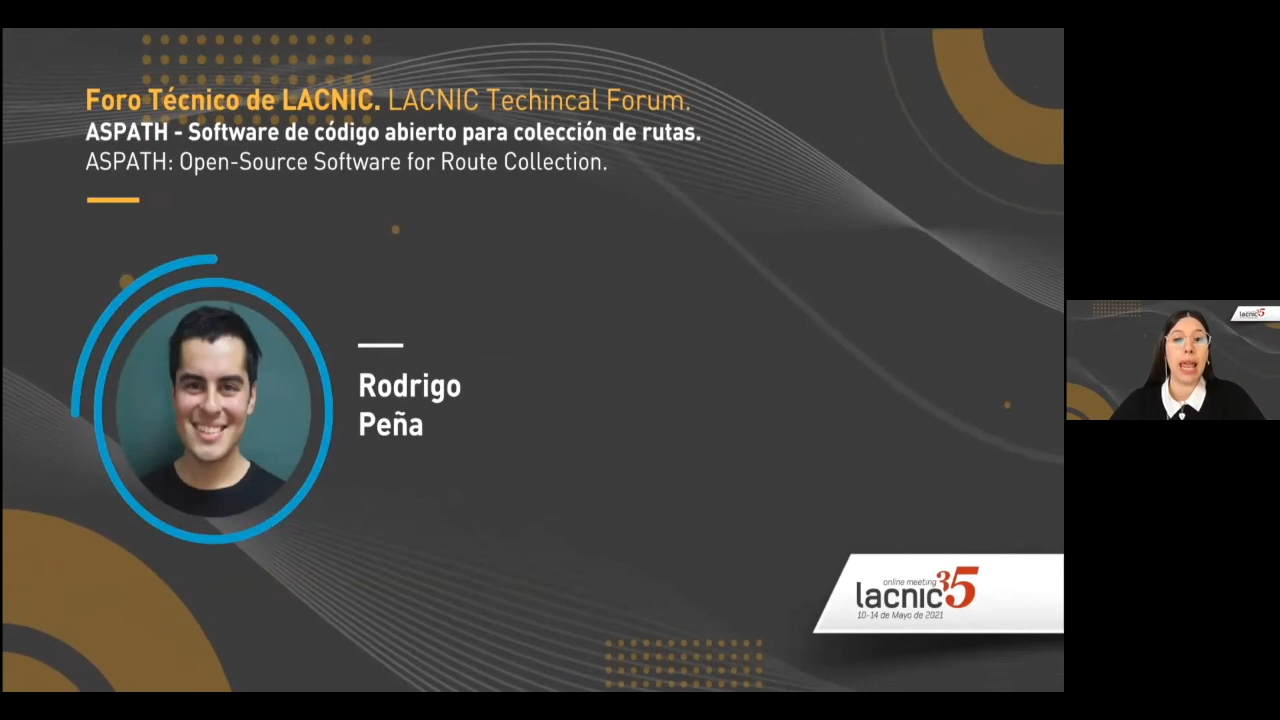 Foro Técnico de LACNIC. LACNIC Techincal Forum.
ASPATH - Software de código abierto para colección de rutas.
ASPATH: Open-Source Software for Route Collection.
Rodrigo
Peña
online meeting
lacnic35
10-14 de Mayo de 2021
lacnic35